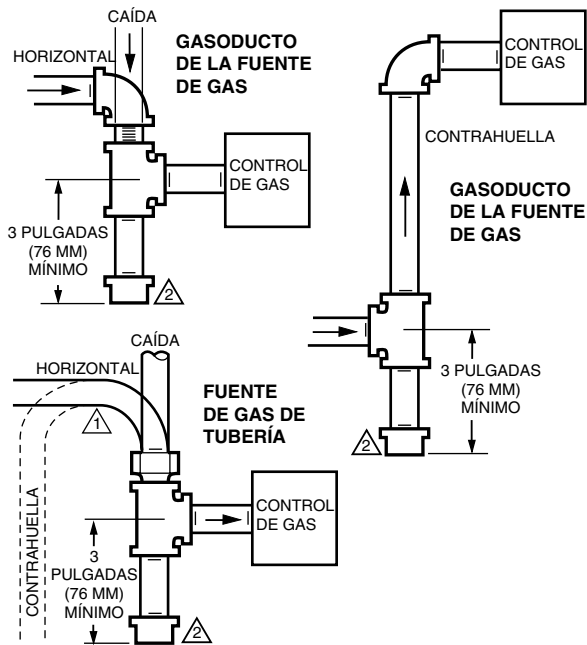 CAÍDA
HORIZONTAL
GASODUCTO
DE LA FUENTE
DE GAS
CONTROL
DE GAS
3 PULGADAS
(76 MM)
MÍNIMO
2
CONTROL
DE GAS
CONTRAHUELLA
GASODUCTO
DE LA FUENTE
DE GAS
3 PULGADAS
(76 MM)
MÍNIMO
2
CAÍDA
HORIZONTAL
1
FUENTE
DE GAS DE
TUBERÍA
CONTROL
DE GAS
CONTRAHUELLA
3
PULGADAS
(76 MM)
MÍNIMO
2